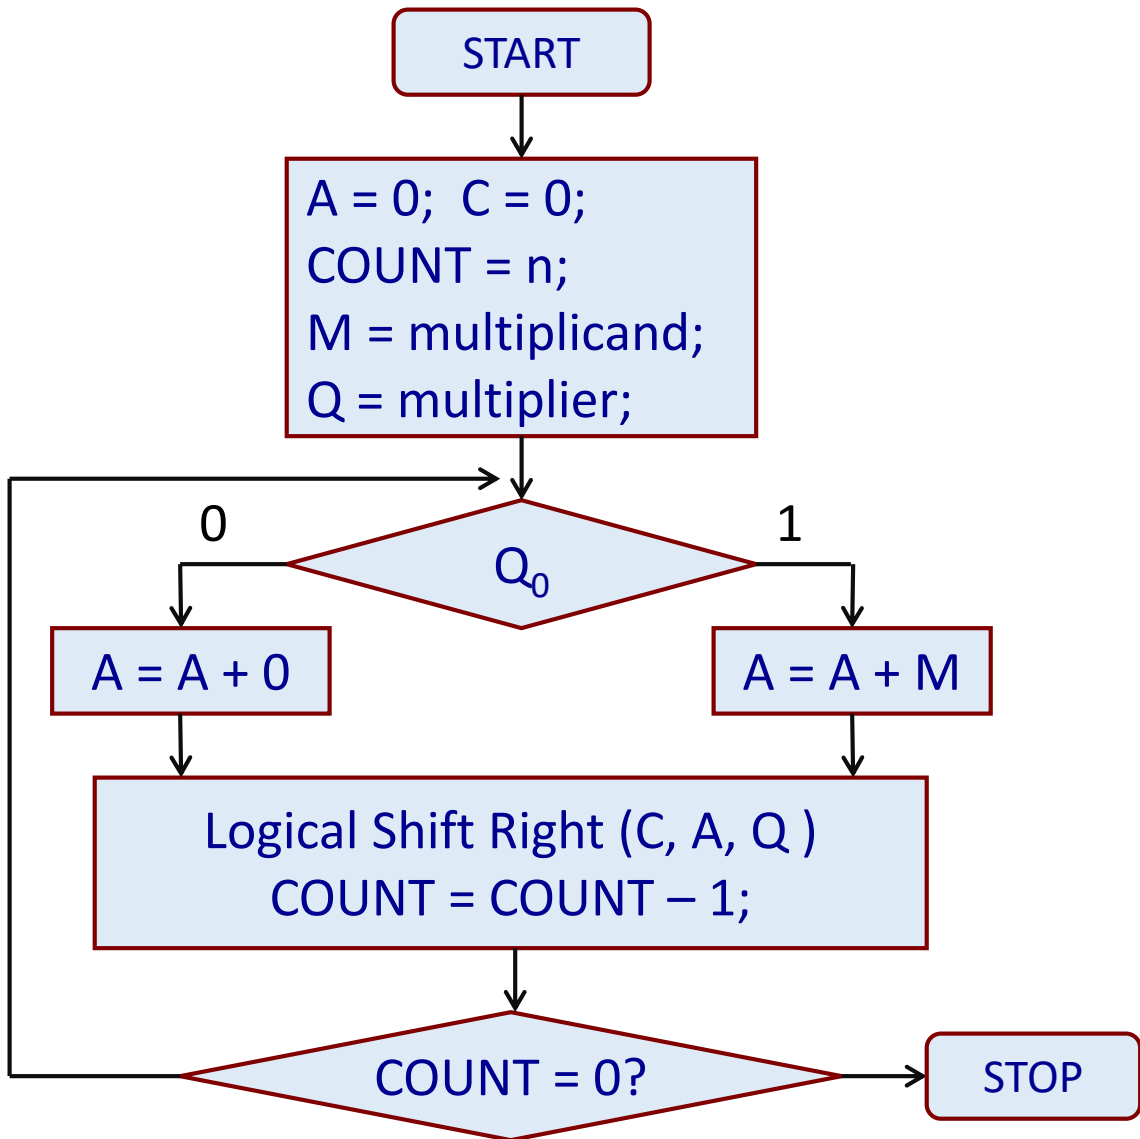 START
A = 0; C = 0;
COUNT = n;
M = multiplicand;
Q = multiplier;
0
1
Q₀
A = A + 0
A = A + M
Logical Shift Right (C, A, Q )
COUNT = COUNT – 1;
COUNT = 0?
STOP